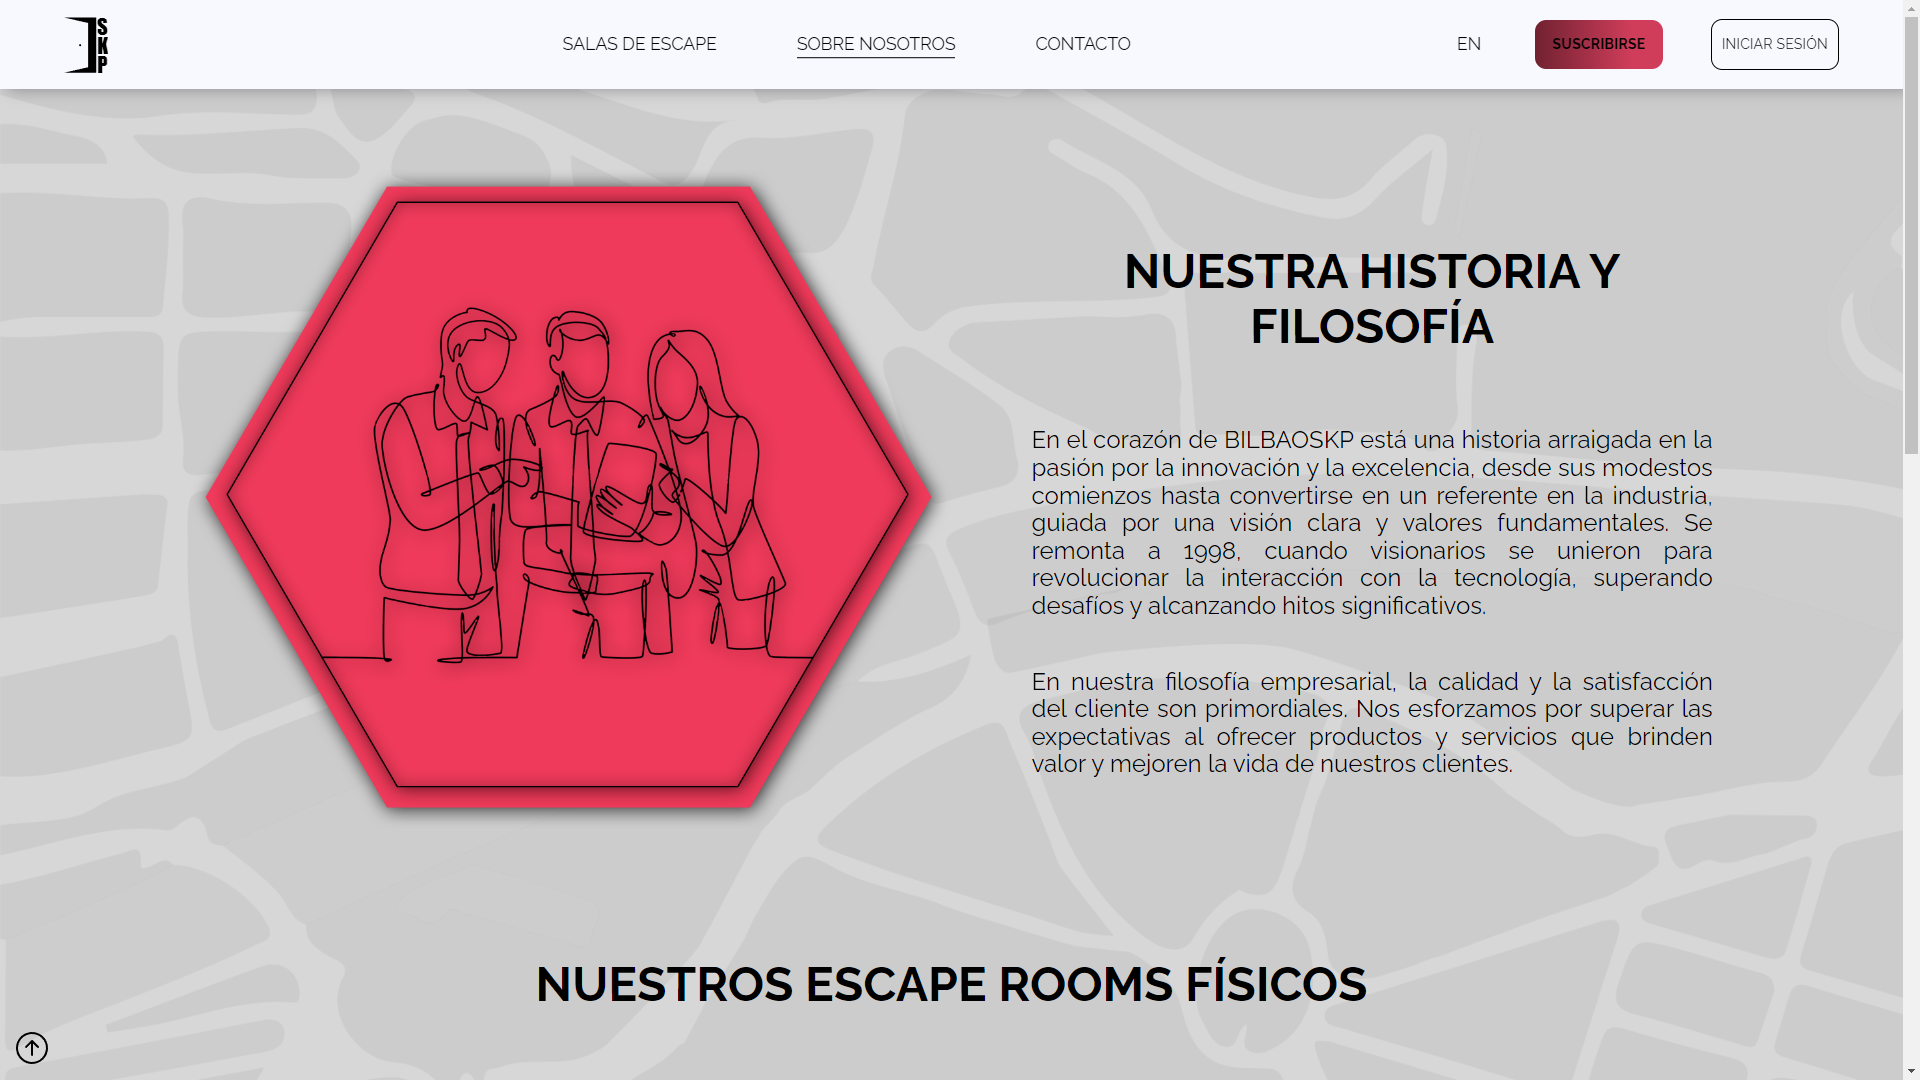 SKP
SALAS DE ESCAPE
SOBRE NOSOTROS
CONTACTO
EN
SUSCRIBIRSE
INICIAR SESIÓN
NUESTRA HISTORIA Y
FILOSOFÍA
En el corazón de BILBAOSKP está una historia arraigada en la
pasión por la innovación y la excelencia, desde sus modestos
comienzos hasta convertirse en un referente en la industria,
guiada por una visión clara y valores fundamentales. Se
remonta a 1998, cuando visionarios se unieron para
revolucionar la interacción con la tecnología, superando
desafíos y alcanzando hitos significativos.
En nuestra filosofía empresarial, la calidad y la satisfacción
del cliente son primordiales. Nos esforzamos por superar las
expectativas al ofrecer productos y servicios que brinden
valor y mejoren la vida de nuestros clientes.
NUESTROS ESCAPE ROOMS FÍSICOS